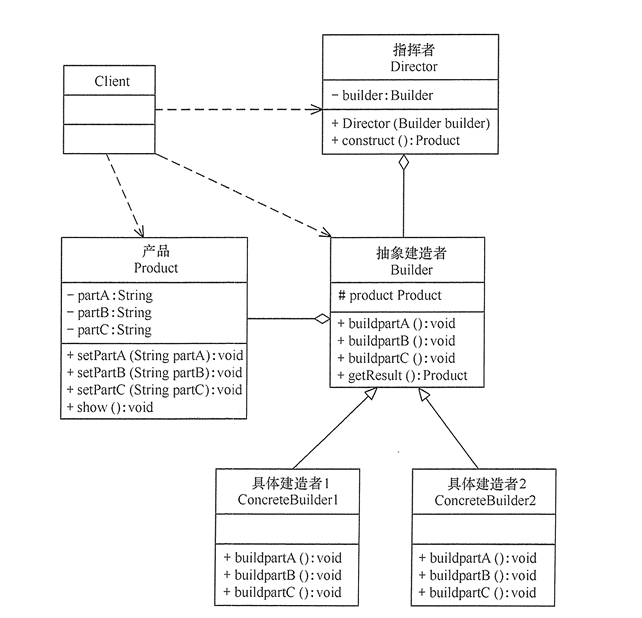 Client
指挥者
Director
- builder:Builder
+ Director (Builder builder)
+ construct ():Product
产品
Product
- partA:String
- partB:String
- partC:String
+ setPartA (String partA):void
+ setPartB (String partB):void
+ setPartC (String partC):void
+ show ():void
抽象建造者
Builder
# product Product
+ buildpartA ():void
+ buildpartB ():void
+ buildpartC ():void
+ getResult ():Product
具体建造者1
ConcreteBuilder1
+ buildpartA ():void
+ buildpartB ():void
+ buildpartC ():void
具体建造者2
ConcreteBuilder2
+ buildpartA ():void
+ buildpartB ():void
+ buildpartC ():void